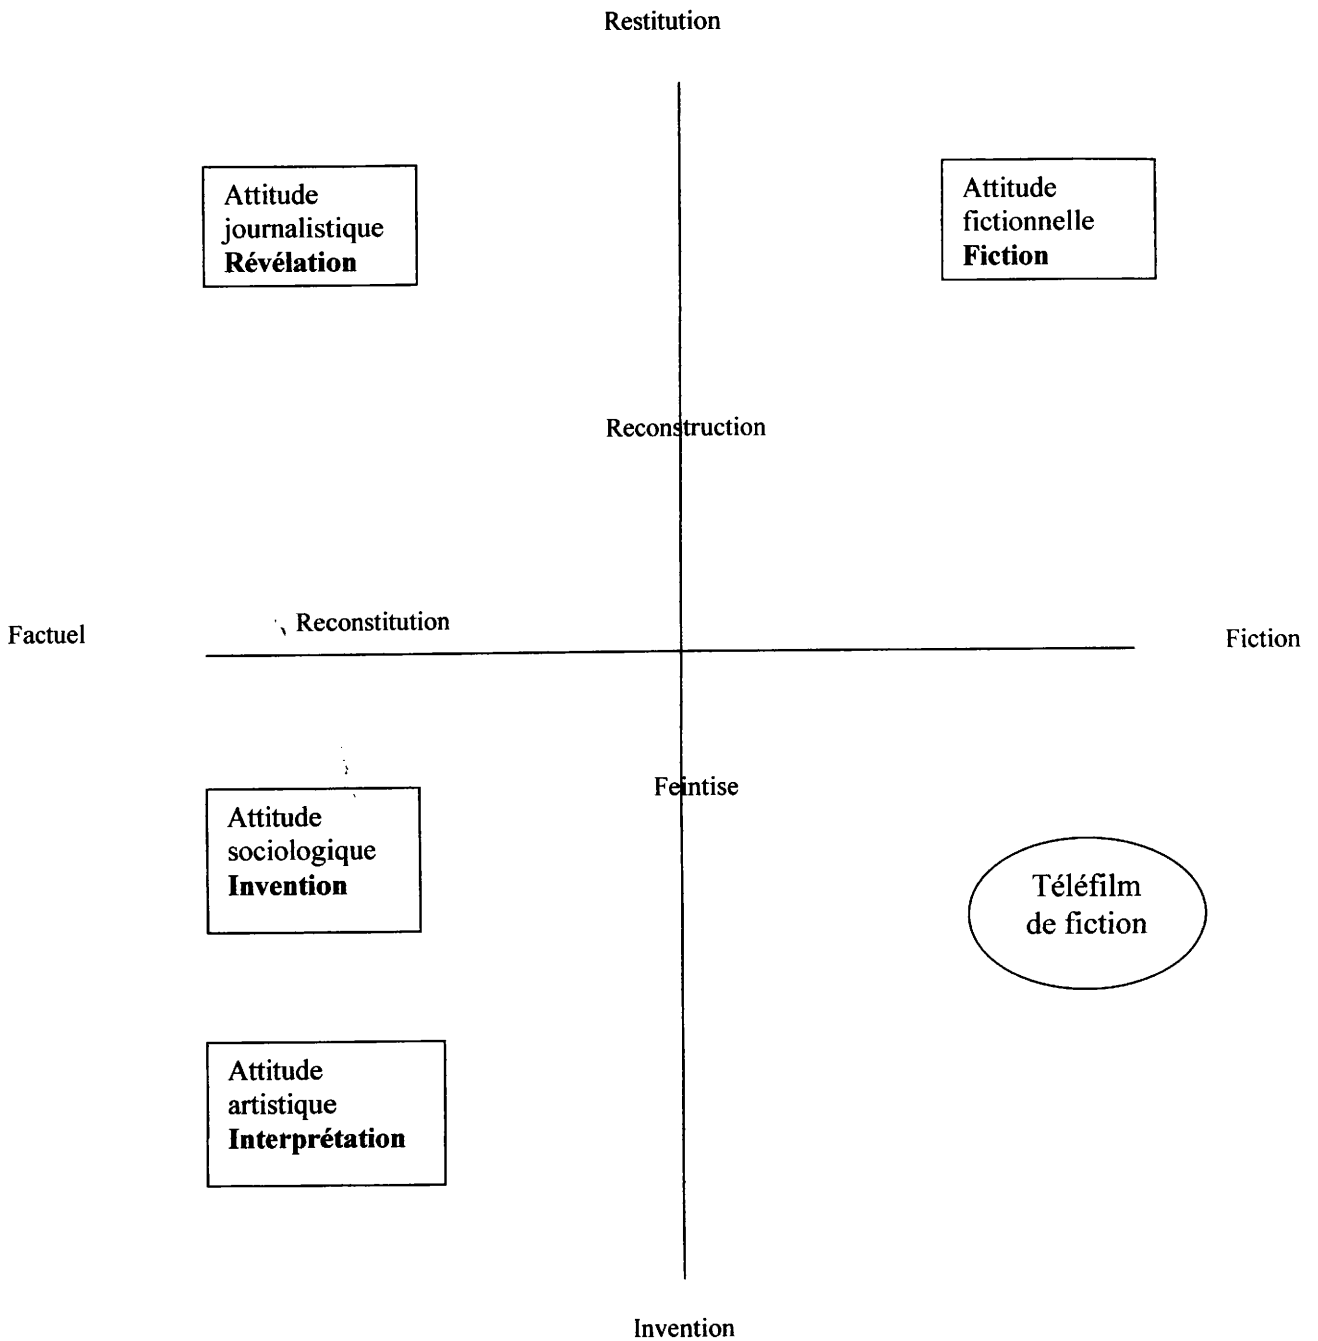 Restitution
Attitude
journalistique
Révélation
Attitude
fictionnelle
Fiction
Reconstruction
Factuel
Reconstitution
Fiction
Feintise
Attitude
sociologique
Invention
Téléfilm
de fiction
Attitude
artistique
Interprétation
Invention